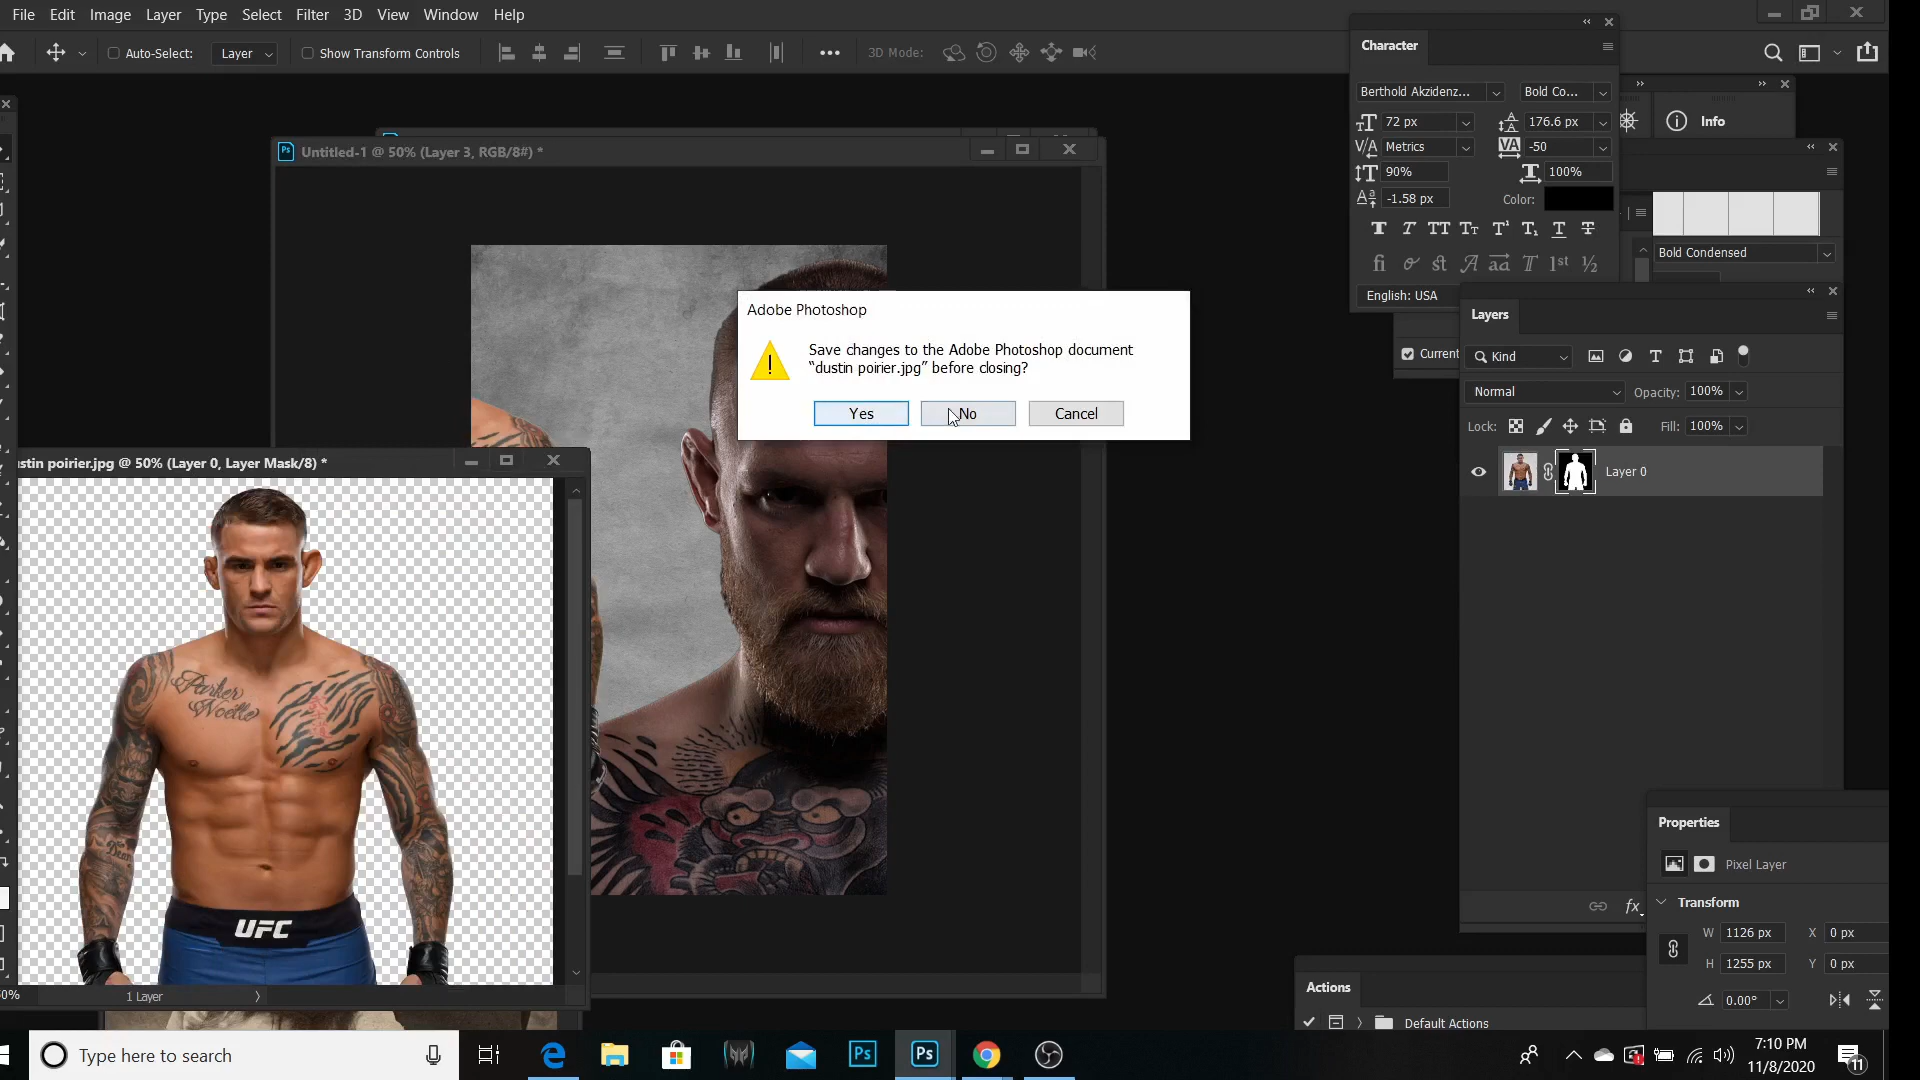 File Edit Image Layer Type Select Filter 3D View Window Help
Auto-Select: Layer Show Transform Controls 3D Mode:
Character
Berthold Akzidenz... Bold Co...
72 px 176.6 px
Metrics -50
90% 100%
-1.58 px Color:
English: USA
Info
Bold Condensed
Current
Untitled-1 @ 50% (Layer 3, RGB/8#) *
Adobe Photoshop
Save changes to the Adobe Photoshop document
“dustin poirier.jpg” before closing?
Yes No Cancel
stin poirier.jpg @ 50% (Layer 0, Layer Mask/8) *
Parker
Noelle
UFC
0% 1 Layer
Layers
Kind
Normal Opacity: 100%
Lock: Fill: 100%
Layer 0
fx
Properties
Pixel Layer
Transform
W 1126 px X 0 px
H 1255 px Y 0 px
0.00°
Actions
Default Actions
Type here to search
7:10 PM
11/8/2020
11